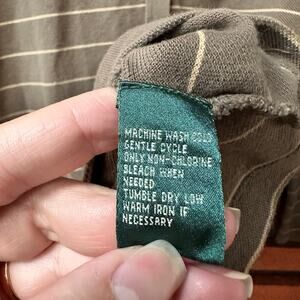 MACHINE WASH COLD
GENTLE CYCLE
ONLY NON-CHLORINE
BLEACH WHEN
NEEDED
TUMBLE DRY LOW
WARM IRON IF
NECESSARY